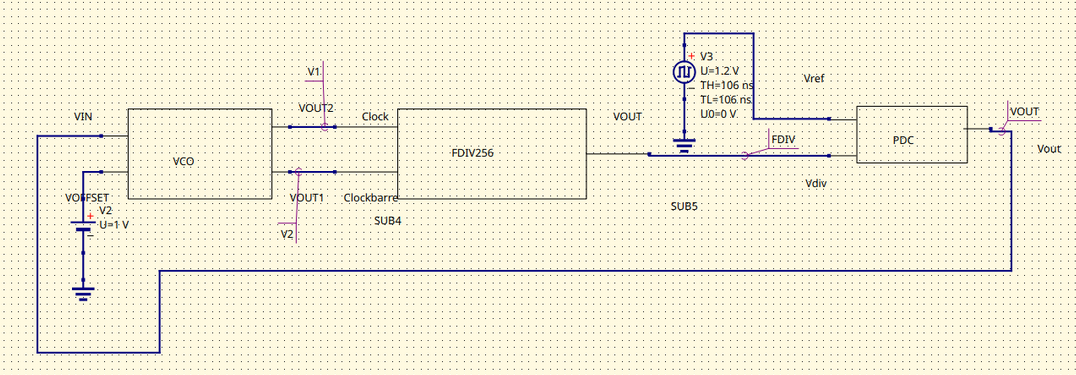 V1
VIN
VOUT2
Clock
VCO
FDIV256
VOFFSET
V2
U=1 V
VOUT1
Clockbarre
SUB4
V2
VOUT
V3
U=1.2 V
TH=106 ns
TL=106 ns
U0=0 V
Vref
FDIV
PDC
VOUT
Vout
Vdiv
SUB5